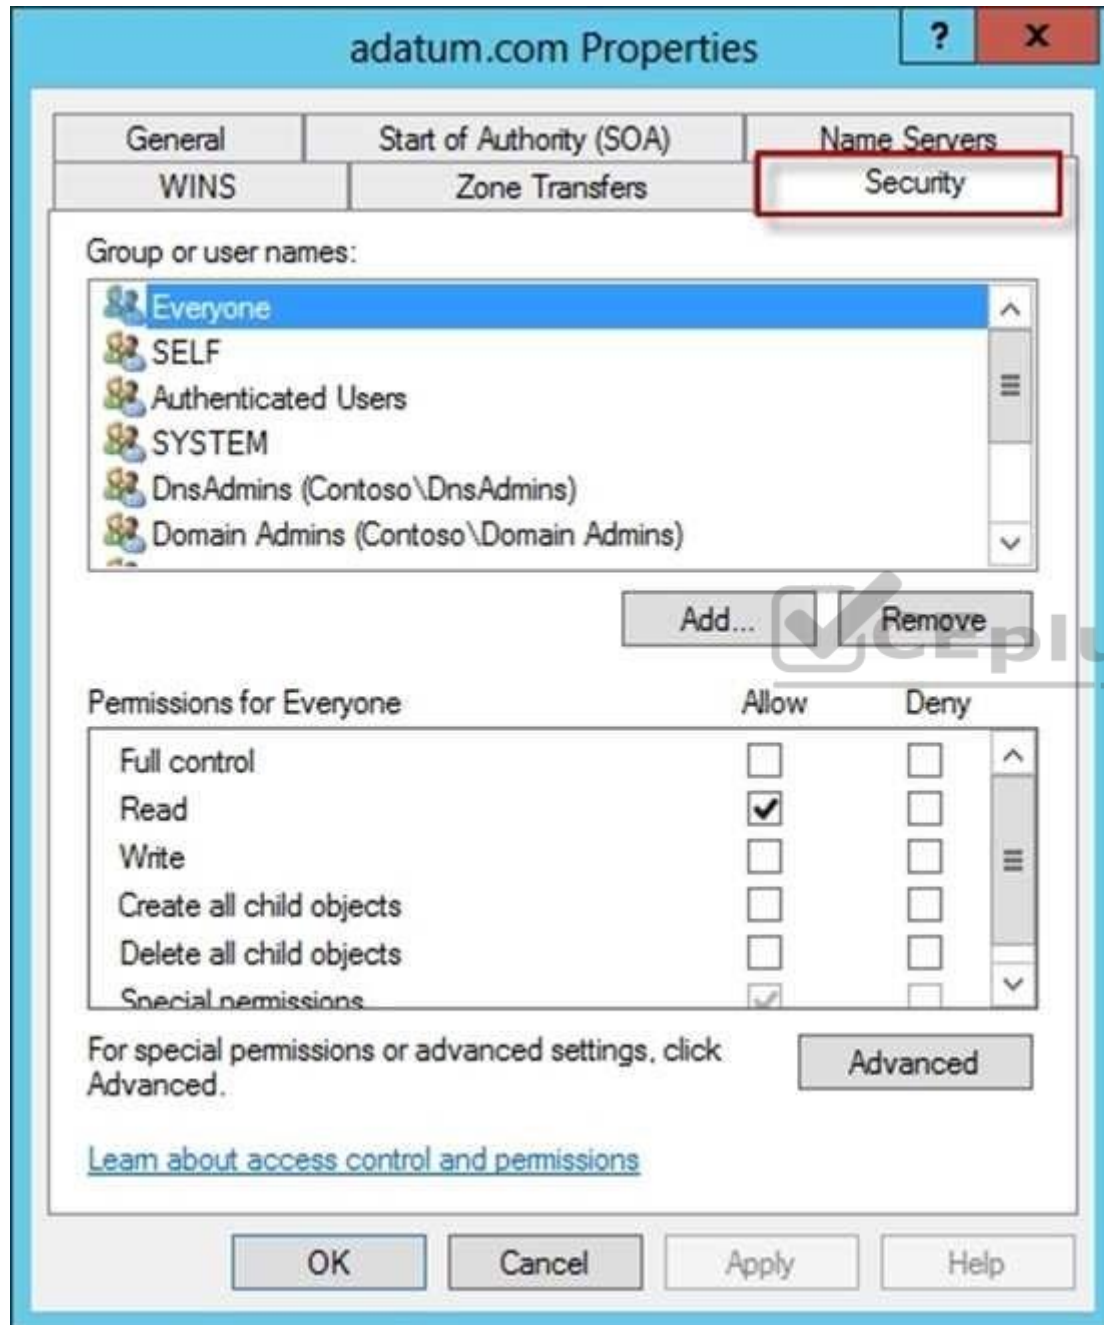 adatum.com Properties
? x
General Start of Authority (SOA) Name Servers
WINS Zone Transfers Security
Group or user names:
Everyone
SELF
Authenticated Users
SYSTEM
DnsAdmins (Contoso\DnsAdmins)
Domain Admins (Contoso\Domain Admins)
Add... Remove
CEplu
Permissions for Everyone Allow Deny
Full control
Read
Write
Create all child objects
Delete all child objects
Special permissions
For special permissions or advanced settings, click Advanced
Advanced.
Learn about access control and permissions
OK Cancel Apply Help